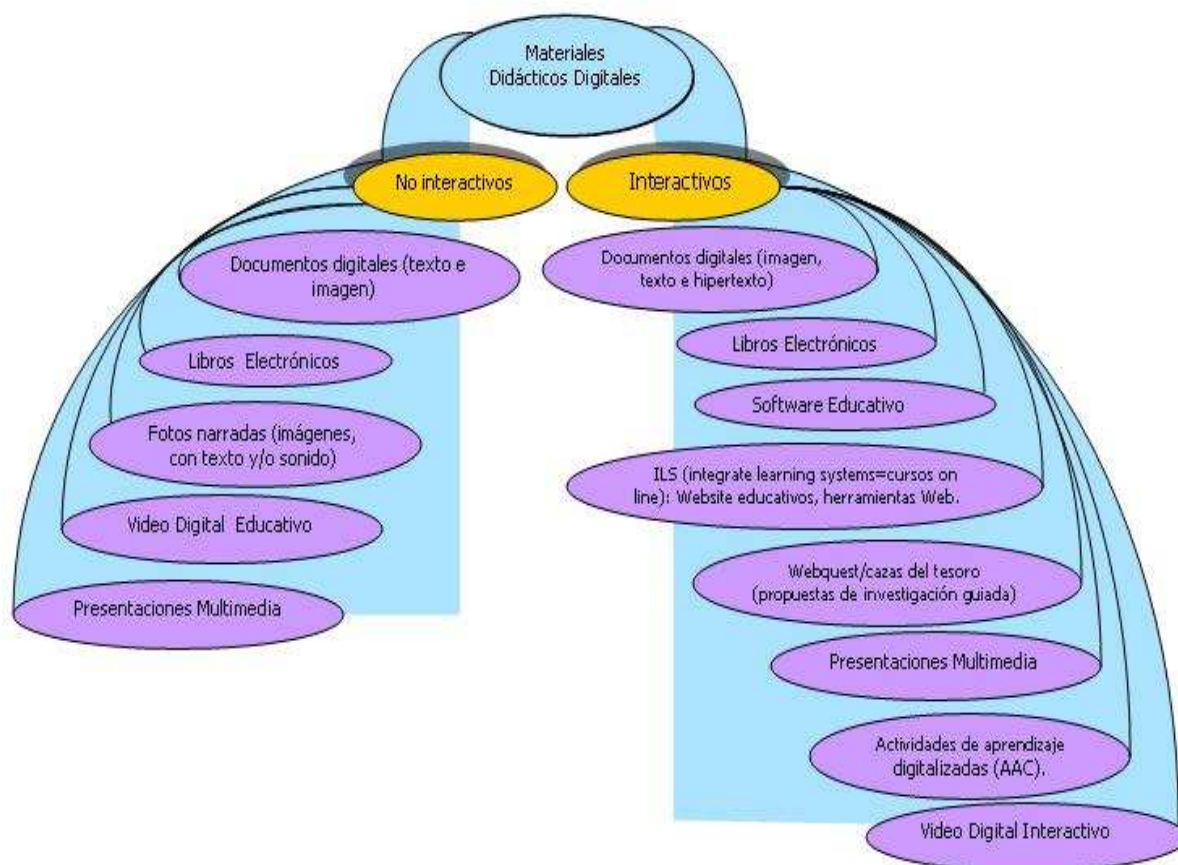 Materiales
Didácticos Digitales
No interactivos
Interactivos
Documentos digitales (texto e
imagen)
Libros Electrónicos
Fotos narradas (imágenes,
con texto y/o sonido)
Video Digital Educativo
Presentaciones Multimedia
Documentos digitales (imagen,
texto e hipertexto)
Libros Electrónicos
Software Educativo
ILS (integrate learning systems=cursos on
line): Website educativos, herramientas Web.
Webquest/cazas del tesoro
(propuestas de investigación guiada)
Presentaciones Multimedia
Actividades de aprendizaje
digitalizadas (AAC).
Video Digital Interactivo